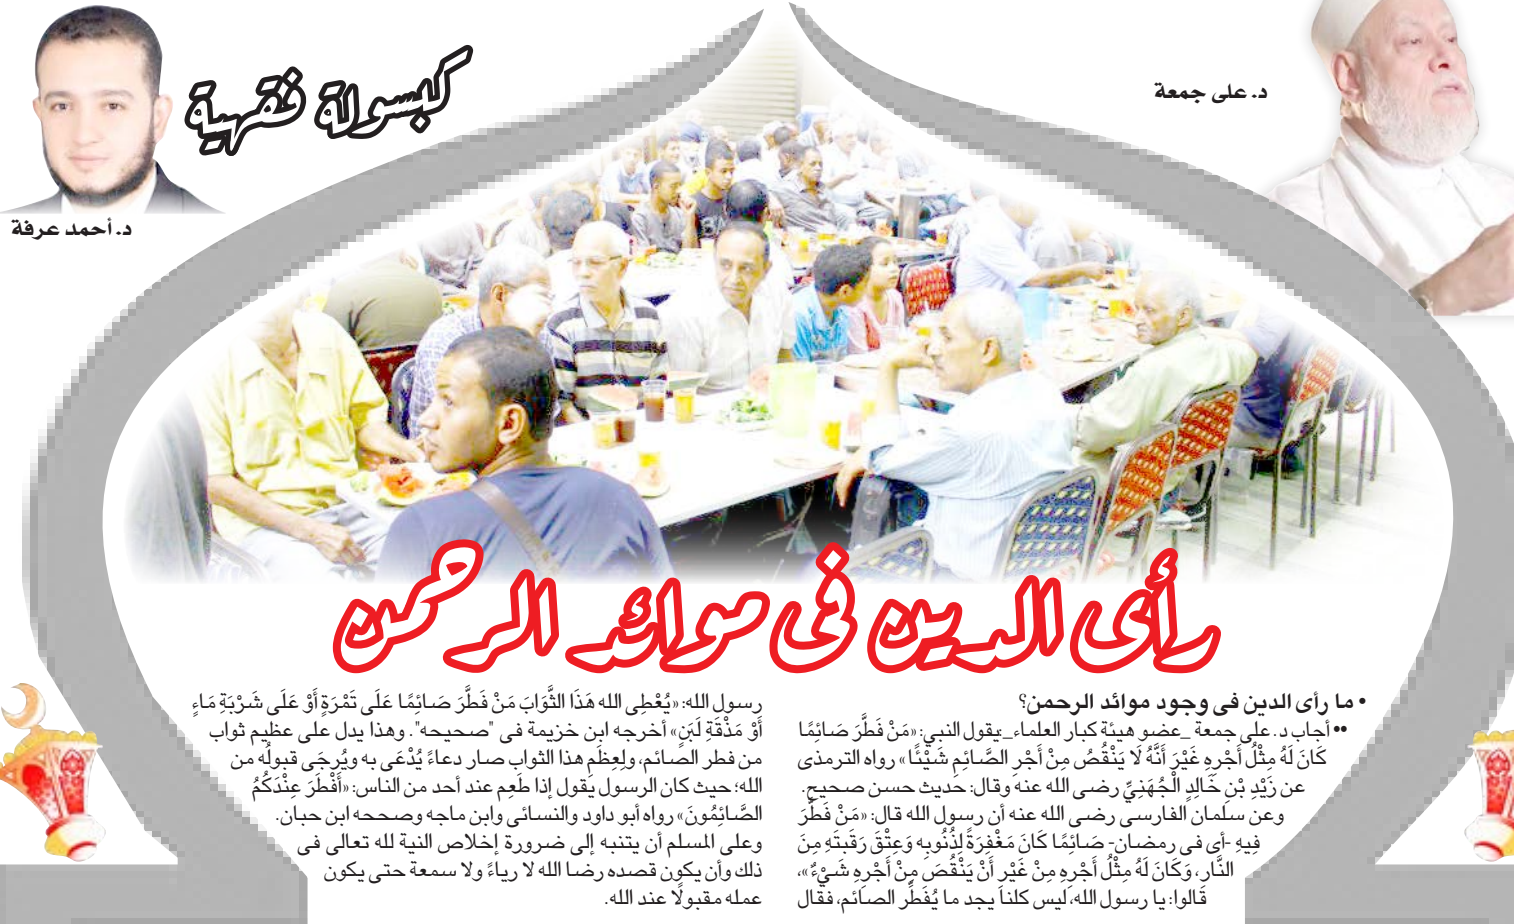 كبسولة فقهية
د. أحمد عرفة
د. على جمعة
رأى الدين فى موائد الرحمن
• ما رأى الدين فى وجود موائد الرحمن؟
•• أجاب د. على جمعة _عضو هيئة كبار العلماء_:يقول النبي: «مَنْ فَطَّرَ صَائِمًا
كَانَ لَهُ مِثْلُ أَجْرِهِ غَيْرَ أَنَّهُ لَا يَنْقُصُ مِنْ أَجْرِ الصَّائِمِ شَيْئًا» رواه الترمذى
عن زَيْدِ بْنِ خَالِدٍ الْجُهَنِيِّ رضى الله عنه وقال: حديث حسن صحيح.
وعن سلمان الفارسى رضى الله عنه أن رسول الله قال: «مَنْ فَطَّرَ
فِيهِ -أى فى رمضان- صَائِمًا كَانَ مَغْفِرَةً لِذُنُوبِه وَعِتْقَ رَقَبَتَهِ مِنَ
النَّارِ، وَكَانَ لَهُ مِثْلُ أَجْرِهِ مِنْ غَيْرِ أَنْ يَنْقُصَ مِنْ أَجْرِهِ شَيْءٌ»،
قالوا: يا رسول الله،ليس كلنا يجد ما يُفَطِّر الصائم، فقال
رسول الله: «يُعْطِى الله هَذَا الثَّوَابَ مَنْ فَطَّرَ صَائِمًا عَلَى تَمْرَةٍ أَوْ عَلَى شَرْبَةِ مَاءٍ
أَوْ مَذْقَةِ لَبَنٍ» أخرجه ابن خزيمة فى "صحيحه". وهذا يدل على عظيم ثواب
من فطر الصائم، ولِعِظَمِ هذا الثواب صار دعاءً يُدْعَى به ويُرجَى قبولُه من
الله؛ حيث كان الرسول يقول إذا طَعِم عند أحد من الناس: «أَفْطَرَ عِنْدَكُمُ
الصَّائِمُونَ» رواه أبو داود والنسائى وابن ماجه وصححه ابن حبان.
وعلى المسلم أن يتنبه إلى ضرورة إخلاص النية لله تعالى فى
ذلك وأن يكون قصده رضا الله لا رياءً ولا سمعة حتى يكون
عمله مقبولًا عند الله.